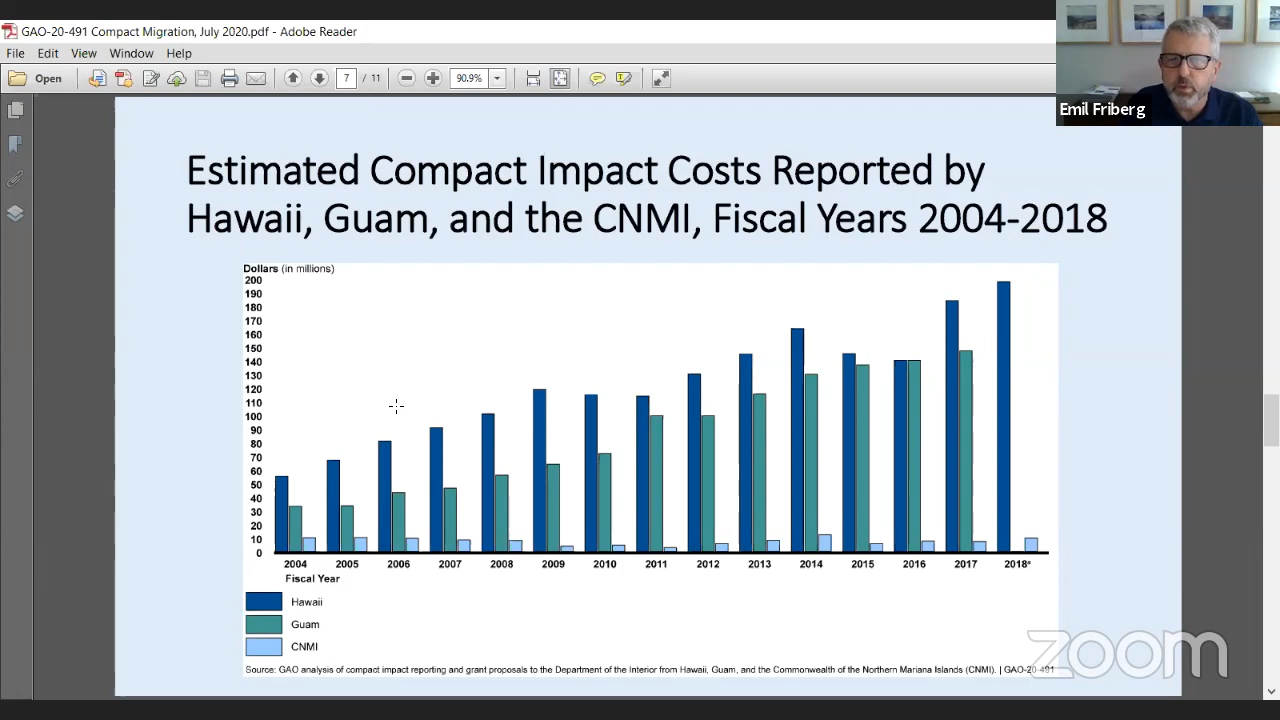 GAO-20-491 Compact Migration, July 2020.pdf - Adobe Reader
File Edit View Window Help
Open 7 / 11 90.9%
Emil Friberg
Estimated Compact Impact Costs Reported by
Hawaii, Guam, and the CNMI, Fiscal Years 2004-2018
Dollars (in millions)
200
190
180
170
160
150
140
130
120
110
100
90
80
70
60
50
40
30
20
10
0
2004 2005 2006 2007 2008 2009 2010 2011 2012 2013 2014 2015 2016 2017 2018ᵃ
Fiscal Year
Hawaii
Guam
CNMI
zoom
Source: GAO analysis of compact impact reporting and grant proposals to the Department of the Interior from Hawaii, Guam, and the Commonwealth of the Northern Mariana Islands (CNMI). | GAO-20-491